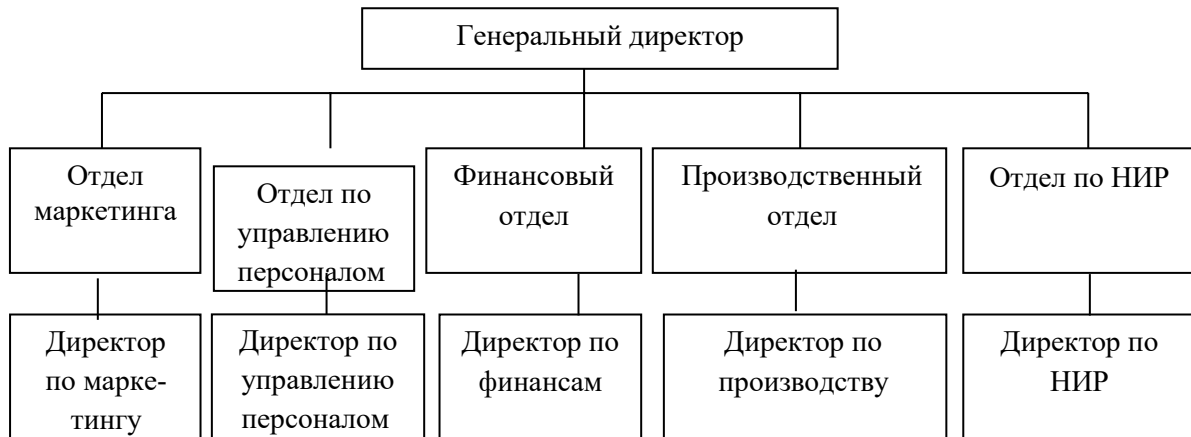 Генеральный директор
Отдел
маркетинга
Отдел по
управлению
персоналом
Финансовый
отдел
Производственный
отдел
Отдел по НИР
Директор
по марке-
тингу
Директор по
управлению
персоналом
Директор по
финансам
Директор по
производству
Директор по
НИР